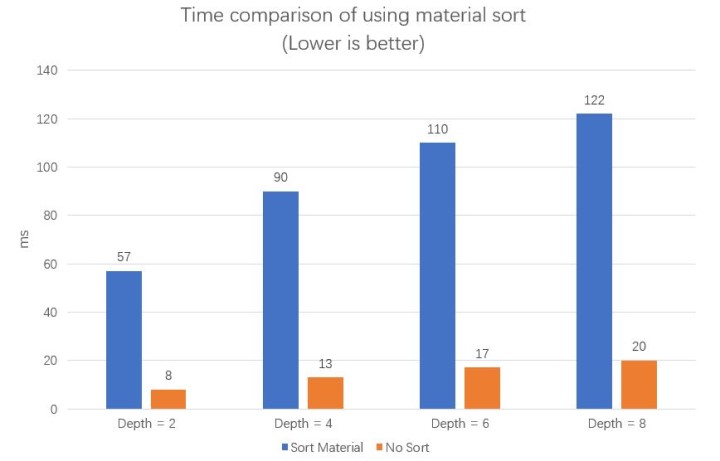 Time comparison of using material sort
(Lower is better)
140
120
100
80
60
40
20
0
ms
57
8
90
13
110
17
122
20
Depth = 2
Depth = 4
Depth = 6
Depth = 8
Sort Material
No Sort